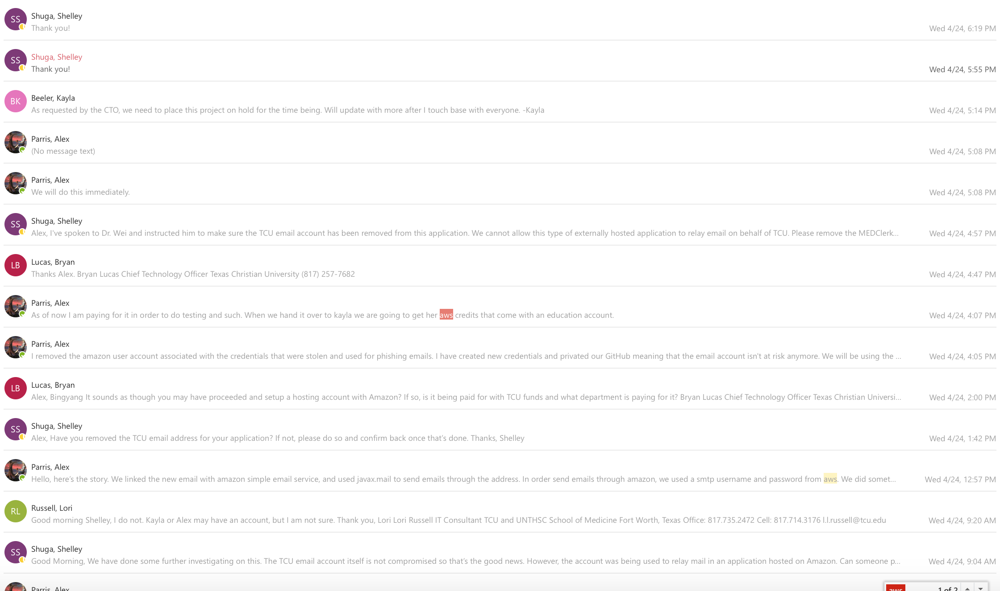 SS
Shuga, Shelley
Thank you!
Wed 4/24, 6:19 PM
SS
Shuga, Shelley
Thank you!
Wed 4/24, 5:55 PM
BK
Beeler, Kayla
As requested by the CTO, we need to place this project on hold for the time being. Will update with more after I touch base with everyone. -Kayla
Wed 4/24, 5:14 PM
Parris, Alex
(No message text)
Wed 4/24, 5:08 PM
Parris, Alex
We will do this immediately.
Wed 4/24, 5:08 PM
SS
Shuga, Shelley
Alex, I've spoken to Dr. Wei and instructed him to make sure the TCU email account has been removed from this application. We cannot allow this type of externally hosted application to relay email on behalf of TCU. Please remove the MEDClerk...
Wed 4/24, 4:57 PM
LB
Lucas, Bryan
Thanks Alex. Bryan Lucas Chief Technology Officer Texas Christian University (817) 257-7682
Wed 4/24, 4:47 PM
Parris, Alex
As of now I am paying for it in order to do testing and such. When we hand it over to kayla we are going to get her aws credits that come with an education account.
Wed 4/24, 4:07 PM
Parris, Alex
I removed the amazon user account associated with the credentials that were stolen and used for phishing emails. I have created new credentials and privated our GitHub meaning that the email account isn't at risk anymore. We will be using the ...
Wed 4/24, 4:05 PM
LB
Lucas, Bryan
Alex, Bingyang It sounds as though you may have proceeded and setup a hosting account with Amazon? If so, is it being paid for with TCU funds and what department is paying for it? Bryan Lucas Chief Technology Officer Texas Christian Universi...
Wed 4/24, 2:00 PM
SS
Shuga, Shelley
Alex, Have you removed the TCU email address for your application? If not, please do so and confirm back once that’s done. Thanks, Shelley
Wed 4/24, 1:42 PM
Parris, Alex
Hello, here’s the story. We linked the new email with amazon simple email service, and used javax.mail to send emails through the address. In order send emails through amazon, we used a smtp username and password from aws. We did somet...
Wed 4/24, 12:57 PM
RL
Russell, Lori
Good morning Shelley, I do not. Kayla or Alex may have an account, but I am not sure. Thank you, Lori Lori Russell IT Consultant TCU and UNTHSC School of Medicine Fort Worth, Texas Office: 817.735.2472 Cell: 817.714.3176 l.l.russell@tcu.edu
Wed 4/24, 9:20 AM
SS
Shuga, Shelley
Good Morning, We have done some further investigating on this. The TCU email account itself is not compromised so that’s the good news. However, the account was being used to relay mail in an application hosted on Amazon. Can someone p...
Wed 4/24, 9:04 AM
Parris, Alex
aws 1 of 2